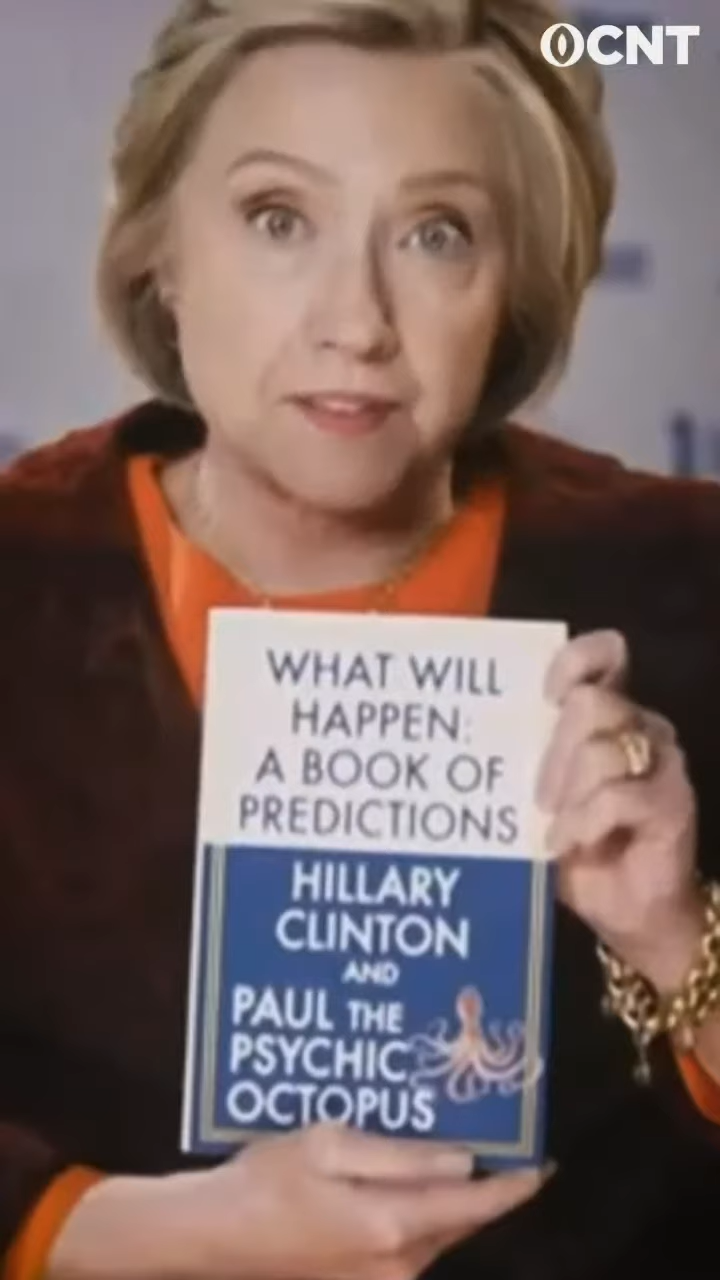 OCNT
WHAT WILL
HAPPEN:
A BOOK OF
PREDICTIONS
HILLARY
CLINTON
AND
PAUL THE
PSYCHIC
OCTOPUS